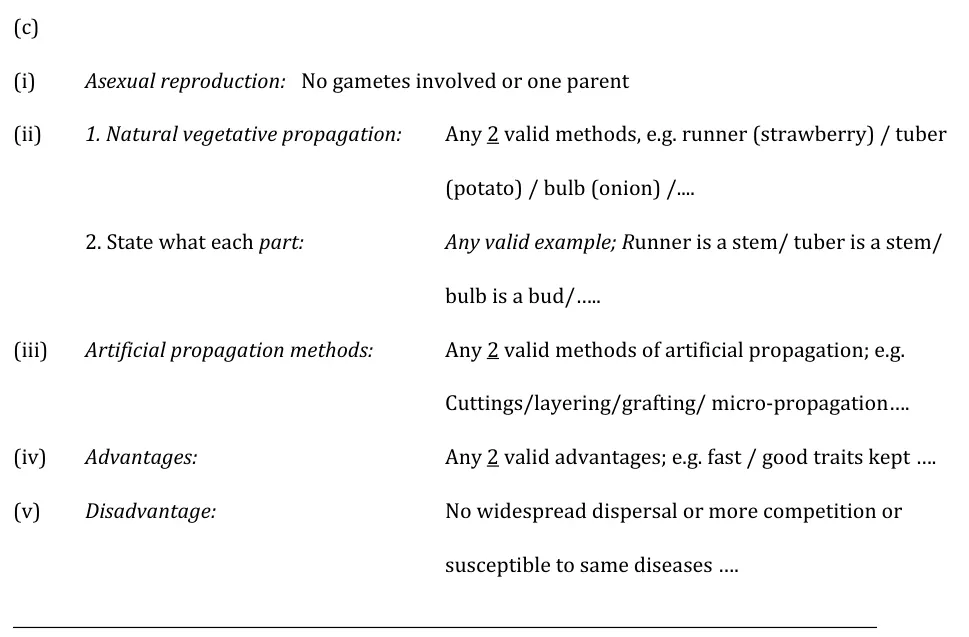 (c)
(i) Asexual reproduction: No gametes involved or one parent
(ii) 1. Natural vegetative propagation: Any 2 valid methods, e.g. runner (strawberry) / tuber
(potato) / bulb (onion) /....
2. State what each part: Any valid example; Runner is a stem/ tuber is a stem/
bulb is a bud/…..
(iii) Artificial propagation methods: Any 2 valid methods of artificial propagation; e.g.
Cuttings/layering/grafting/ micro-propagation….
(iv) Advantages: Any 2 valid advantages; e.g. fast / good traits kept ….
(v) Disadvantage: No widespread dispersal or more competition or
susceptible to same diseases ….